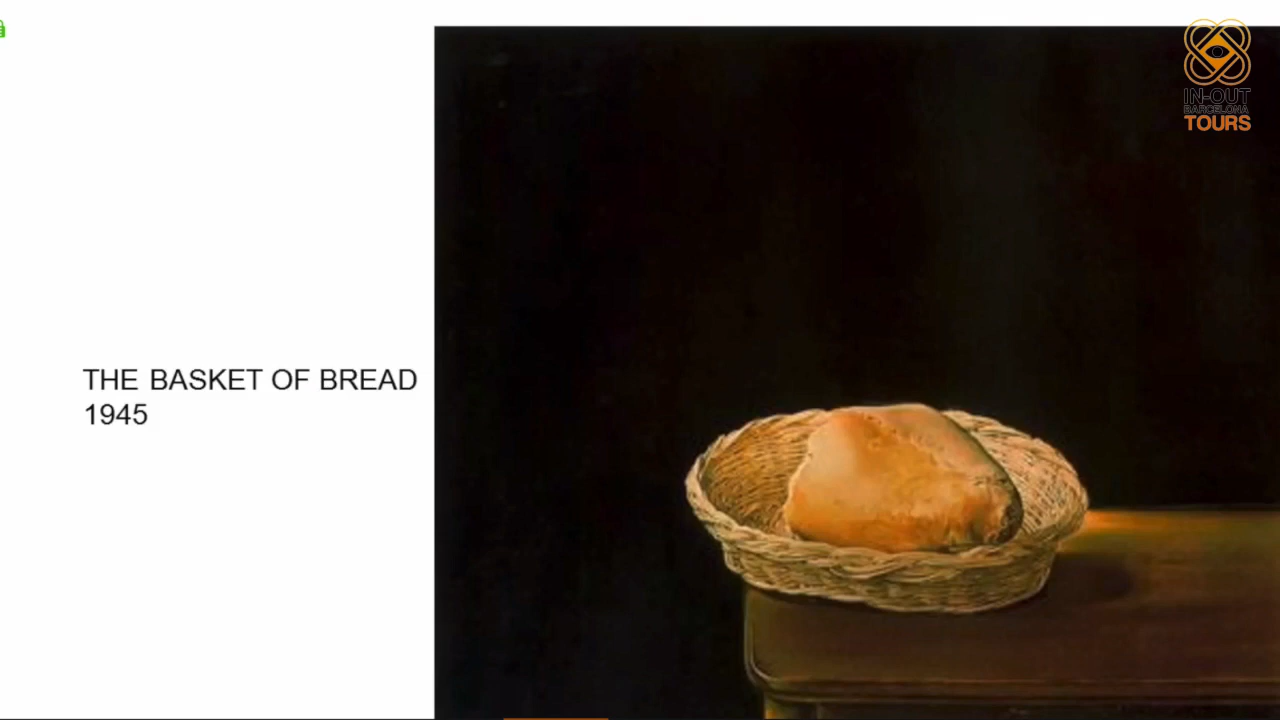 THE BASKET OF BREAD
1945
IN-OUT
BARCELONA
TOURS